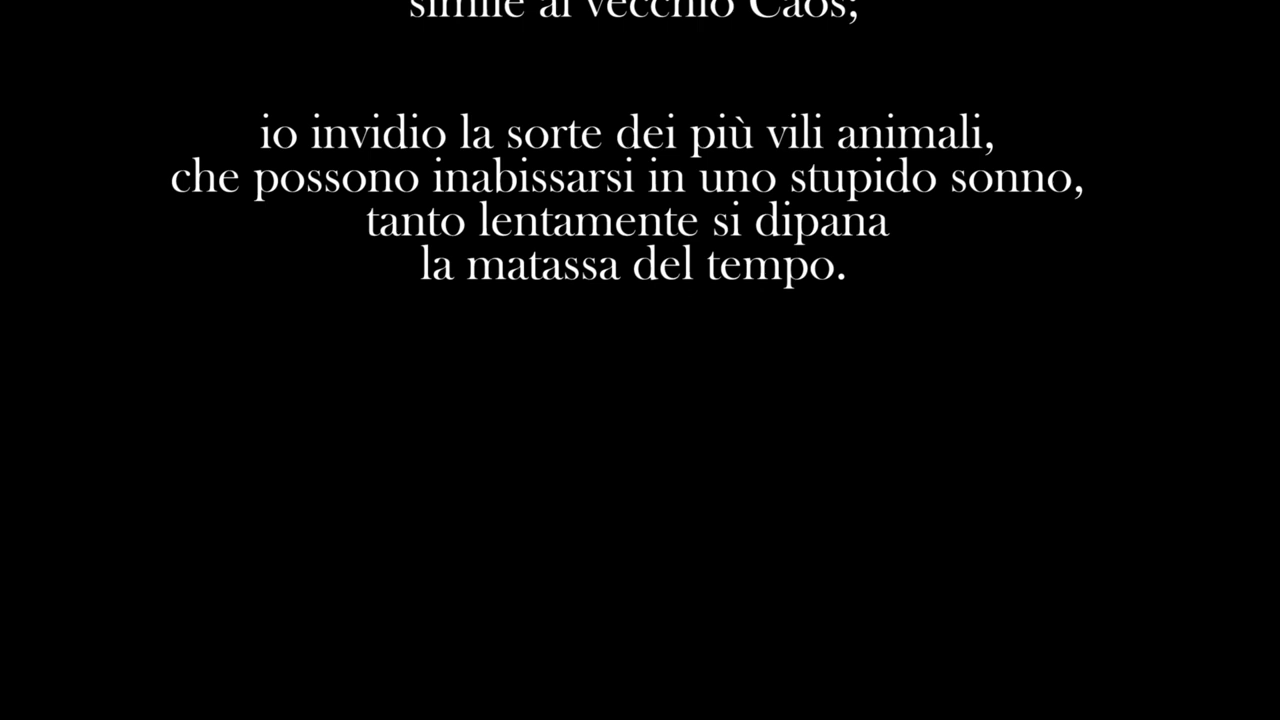 simile al vecchio Caos;
io invidio la sorte dei più vili animali,
che possono inabissarsi in uno stupido sonno,
tanto lentamente si dipana
la matassa del tempo.